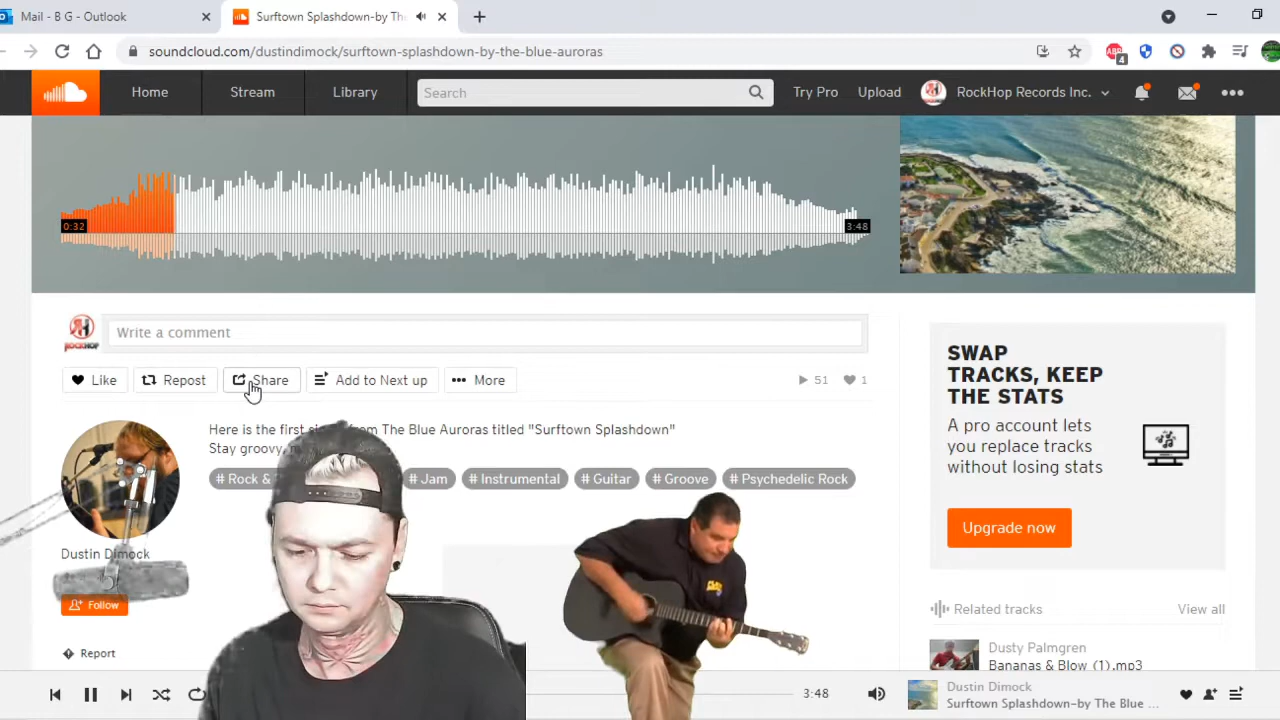 Mail - B G - Outlook
Surftown Splashdown-by The
soundcloud.com/dustindimock/surftown-splashdown-by-the-blue-auroras
ABP
4
Home
Stream
Library
Search
Try Pro
Upload
RockHop Records Inc.
0:32
3:48
ROCKHOP
Write a comment
Like
Repost
Share
Add to Next up
More
51
1
Here is the first from The Blue Auroras titled "Surftown Splashdown"
Stay groovy,
# Rock &
# Jam
# Instrumental
# Guitar
# Groove
# Psychedelic Rock
Dustin Dimock
Follow
Report
SWAP
TRACKS, KEEP
THE STATS
A pro account lets
you replace tracks
without losing stats
Upgrade now
Related tracks
View all
Dusty Palmgren
Bananas & Blow (1).mp3
3:48
Dustin Dimock
Surftown Splashdown-by The Blue ...